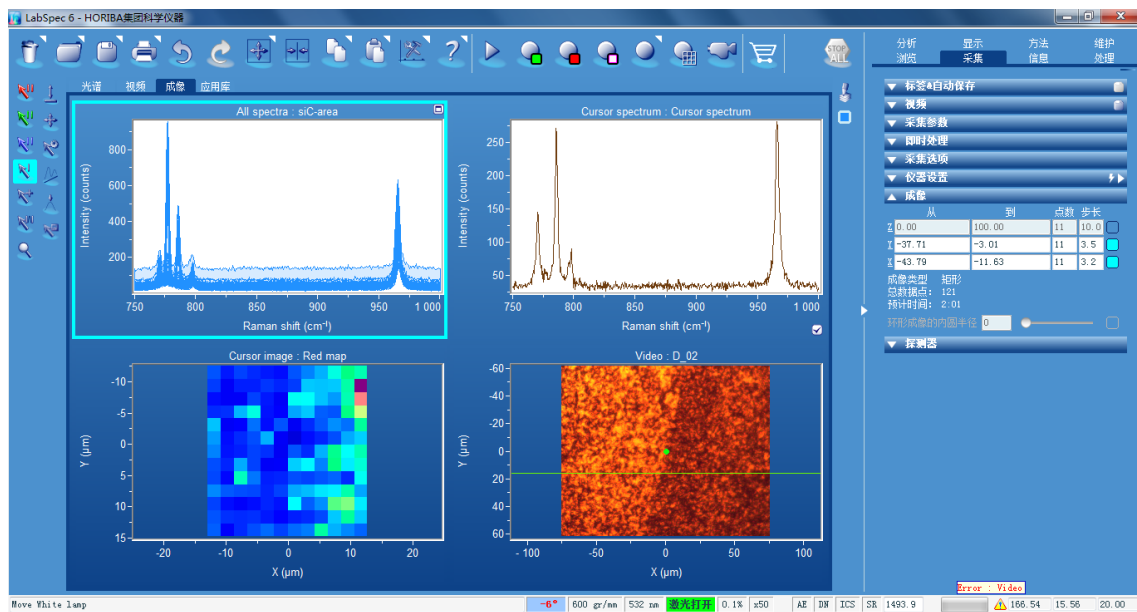 LabSpec 6 - HORIBA集团科学仪器
STOP
ALL
分析 显示 方法 维护
浏览 采集 信息 处理
光谱 视频 成像 应用库
All spectra : siC-area
Intensity (counts)
800
600
400
200
750 800 850 900 950 1 000
Raman shift (cm⁻¹)
Cursor spectrum : Cursor spectrum
Intensity (counts)
250
200
150
100
50
750 800 850 900 950 1 000
Raman shift (cm⁻¹)
Cursor image : Red map
Y (µm)
-10
-5
0
5
10
15
-20 -10 0 10 20
X (µm)
Video : D_02
Y (µm)
-60
-40
-20
0
20
40
60
- 100 -50 0 50 100
X (µm)
标签&自动保存
视频
采集参数
即时处理
采集选项
仪器设置
成像
从 到 点数 步长
Z 0.00 100.00 11 10.0
Y -37.71 -3.01 11 3.5
X -43.79 -11.63 11 3.2
成像类型 矩形
总数据点: 121
预计时间: 2:01
环形成像的内圆半径 0
探测器
Error : Video
Move White lamp
-6° 600 gr/mm 532 nm 激光打开 0.1% x50 AE DN ICS SR 1493.9 166.54 15.56 20.00